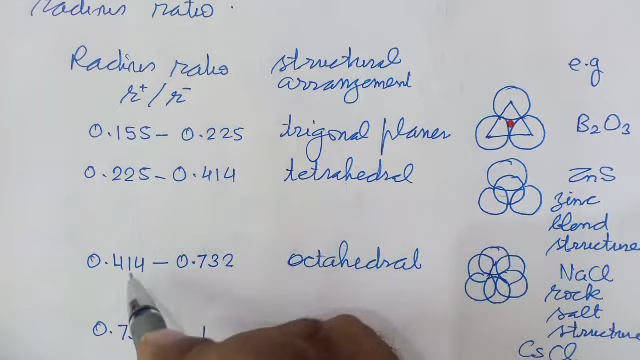 Radius ratio.
Radius ratio structural e.g
r⁺/r⁻ arrangement
0.155 – 0.225 trigonal planer B2O3
0.225 – 0.414 tetrahedral ZnS
zinc
blend
structure
0.414 – 0.732 octahedral NaCl
rock
salt
structure
CsCl